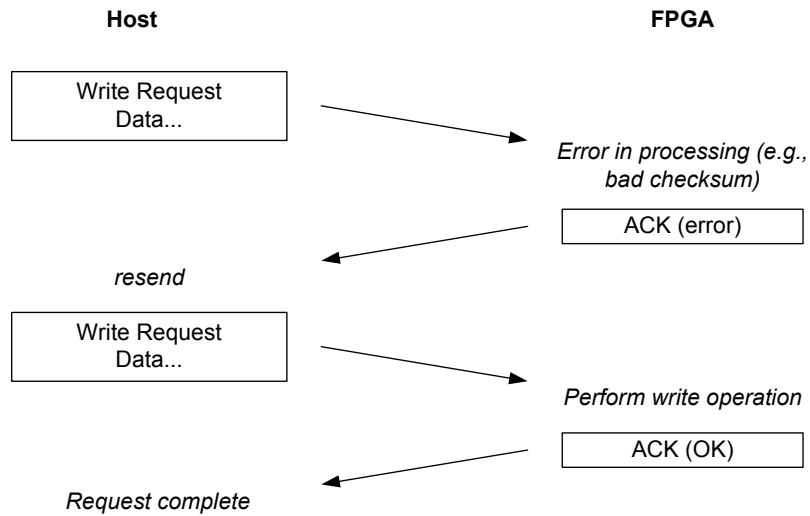 Host
FPGA
Write Request
Data...
Error in processing (e.g.,
bad checksum)
ACK (error)
resend
Write Request
Data...
Perform write operation
ACK (OK)
Request complete